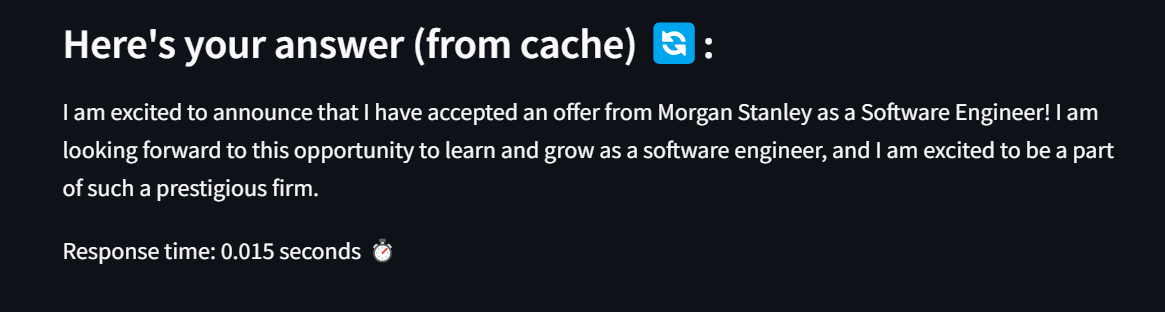 Here's your answer (from cache) 🔄 :
I am excited to announce that I have accepted an offer from Morgan Stanley as a Software Engineer! I am
looking forward to this opportunity to learn and grow as a software engineer, and I am excited to be a part
of such a prestigious firm.
Response time: 0.015 seconds ⏱️